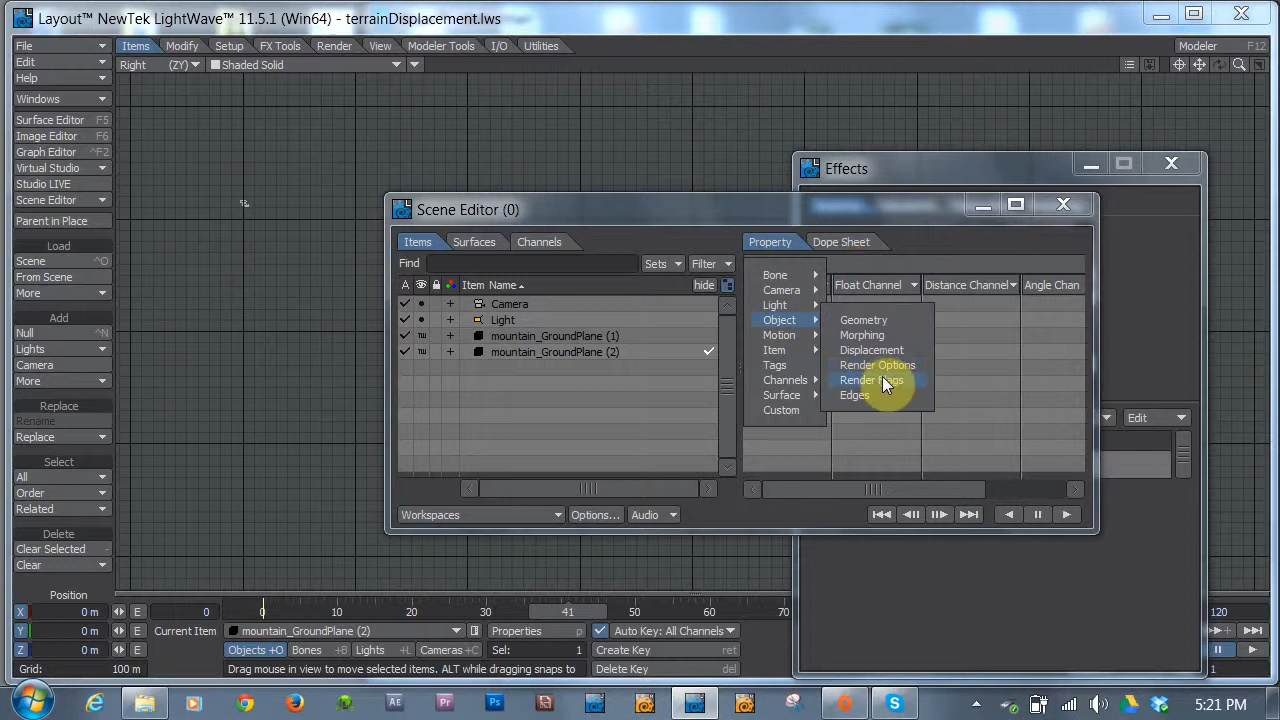 Layout™ NewTek LightWave™ 11.5.1 (Win64) - terrainDisplacement.lws
File
Items Modify Setup FX Tools Render View Modeler Tools I/O Utilities
Modeler F12
Edit
Right (ZY) Shaded Solid
Help
Windows
Surface Editor F5
Image Editor F6
Graph Editor ^F2
Virtual Studio
Studio LIVE
Scene Editor
Parent in Place
Load
Scene ^O
From Scene
More
Add
Null ^N
Lights
Camera
More
Replace
Rename
Replace
Select
All
Order
Related
Delete
Clear Selected -
Clear
Effects
Edit
Scene Editor (0)
Items Surfaces Channels
Property Dope Sheet
Find Sets Filter
A Item Name hide
Float Channel Distance Channel Angle Chan
Camera
Light
mountain_GroundPlane (1)
mountain_GroundPlane (2)
Bone
Camera
Light
Object
Motion
Item
Tags
Channels
Surface
Custom
Geometry
Morphing
Displacement
Render Options
Render
Edges
Workspaces Options... Audio
Position
X 0 m E 0
0 10 20 30 41 50 60 70 120
Y 0 m E Current Item mountain_GroundPlane (2) Properties p Auto Key: All Channels
Z 0 m E Objects +O Bones +B Lights +L Cameras +C Sel: 1 Create Key ret
1
Grid: 100 m Drag mouse in view to move selected items. ALT while dragging snaps to Delete Key del
5:21 PM